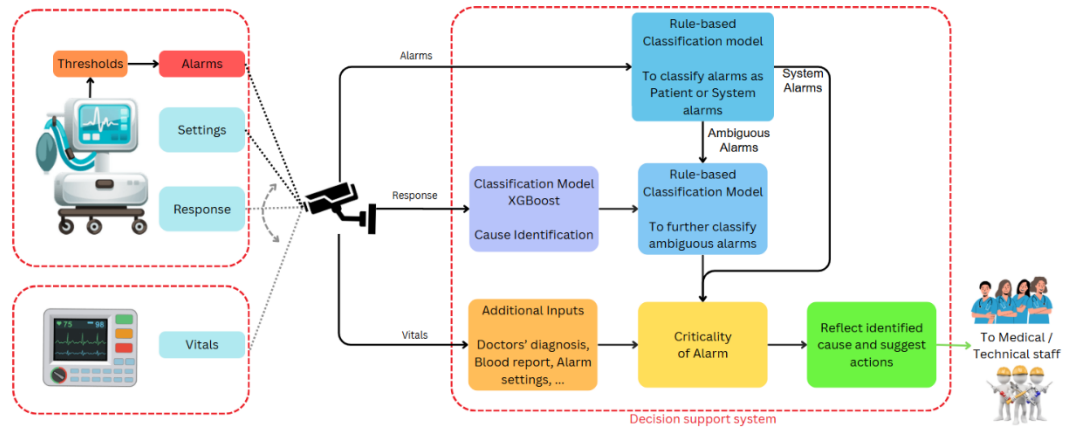 Thresholds
Alarms
Settings
Response
75
98
Vitals
Alarms
Response
Vitals
Rule-based
Classification model
To classify alarms as
Patient or System
alarms
System
Alarms
Ambiguous
Alarms
Classification Model
XGBoost
Cause Identification
Rule-based
Classification Model
To further classify
ambiguous alarms
Additional Inputs
Doctors' diagnosis,
Blood report, Alarm
settings, ...
Criticality
of Alarm
Reflect identified
cause and suggest
actions
To Medical /
Technical staff
Decision support system